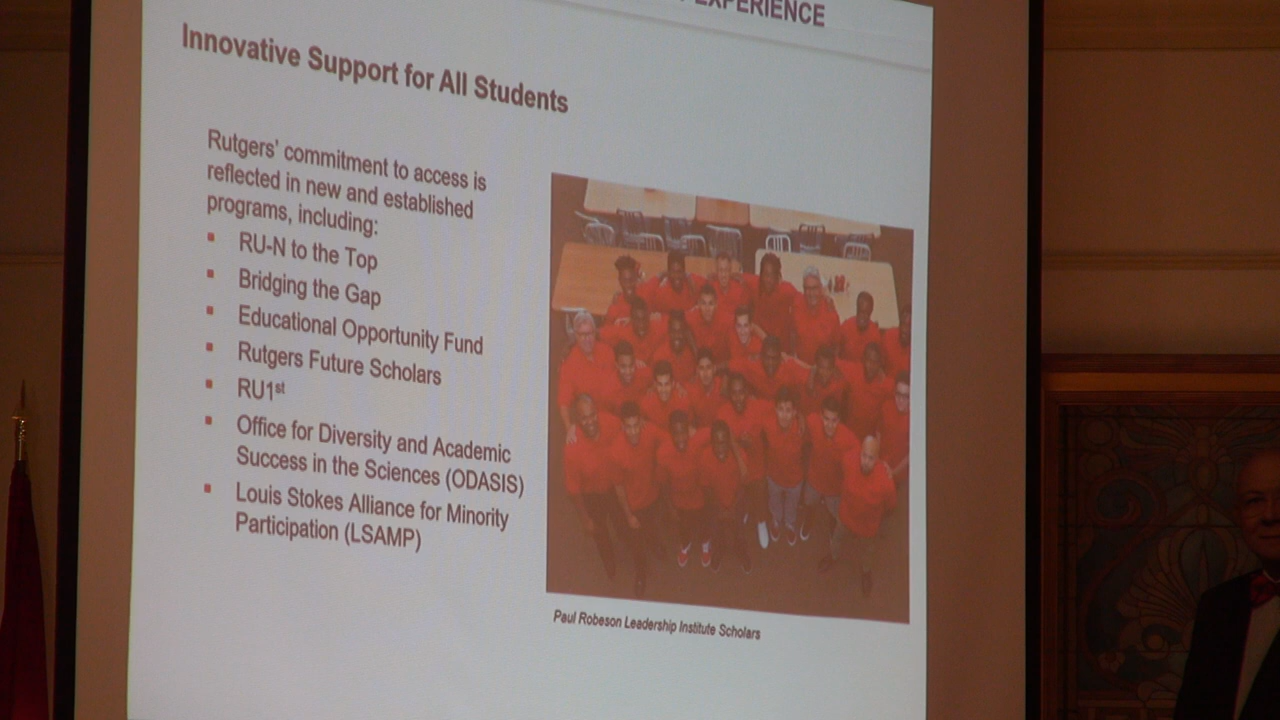 EXPERIENCE
Innovative Support for All Students
Rutgers' commitment to access is
reflected in new and established
programs, including:
RU-N to the Top
Bridging the Gap
Educational Opportunity Fund
Rutgers Future Scholars
RU1st
Office for Diversity and Academic
Success in the Sciences (ODASIS)
Louis Stokes Alliance for Minority
Participation (LSAMP)
Paul Robeson Leadership Institute Scholars